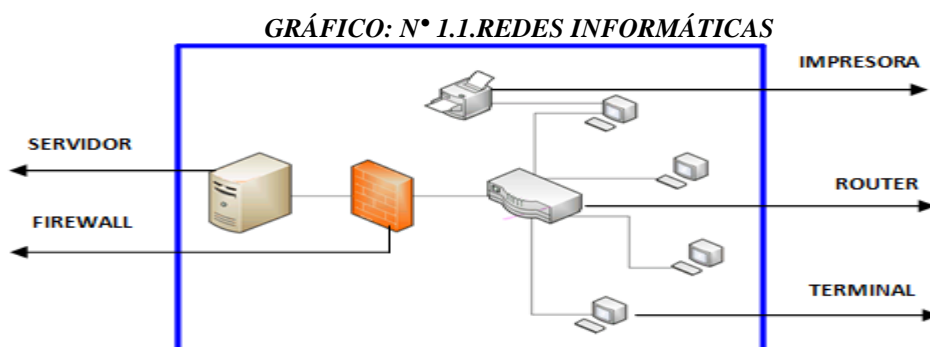 GRÁFICO: N° 1.1.REDES INFORMÁTICAS
IMPRESORA
SERVIDOR
ROUTER
FIREWALL
TERMINAL